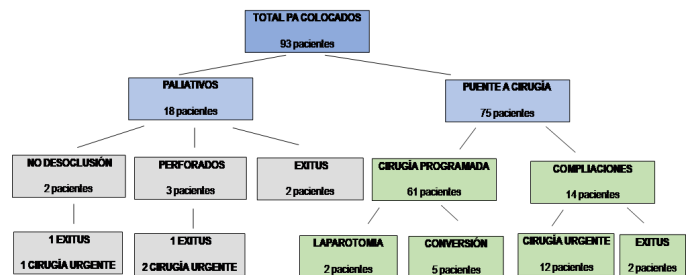 TOTAL PA COLOCADOS
93 pacientes
PALIATIVOS
18 pacientes
PUENTE A CIRUGÍA
75 pacientes
NO DESOCLUSIÓN
2 pacientes
PERFORADOS
3 pacientes
EXITUS
2 pacientes
CIRUGÍA PROGRAMADA
61 pacientes
COMPLIACIONES
14 pacientes
1 EXITUS
1 CIRUGÍA URGENTE
1 EXITUS
2 CIRUGÍA URGENTE
LAPAROTOMIA
2 pacientes
CONVERSIÓN
5 pacientes
CIRUGÍA URGENTE
12 pacientes
EXITUS
2 pacientes